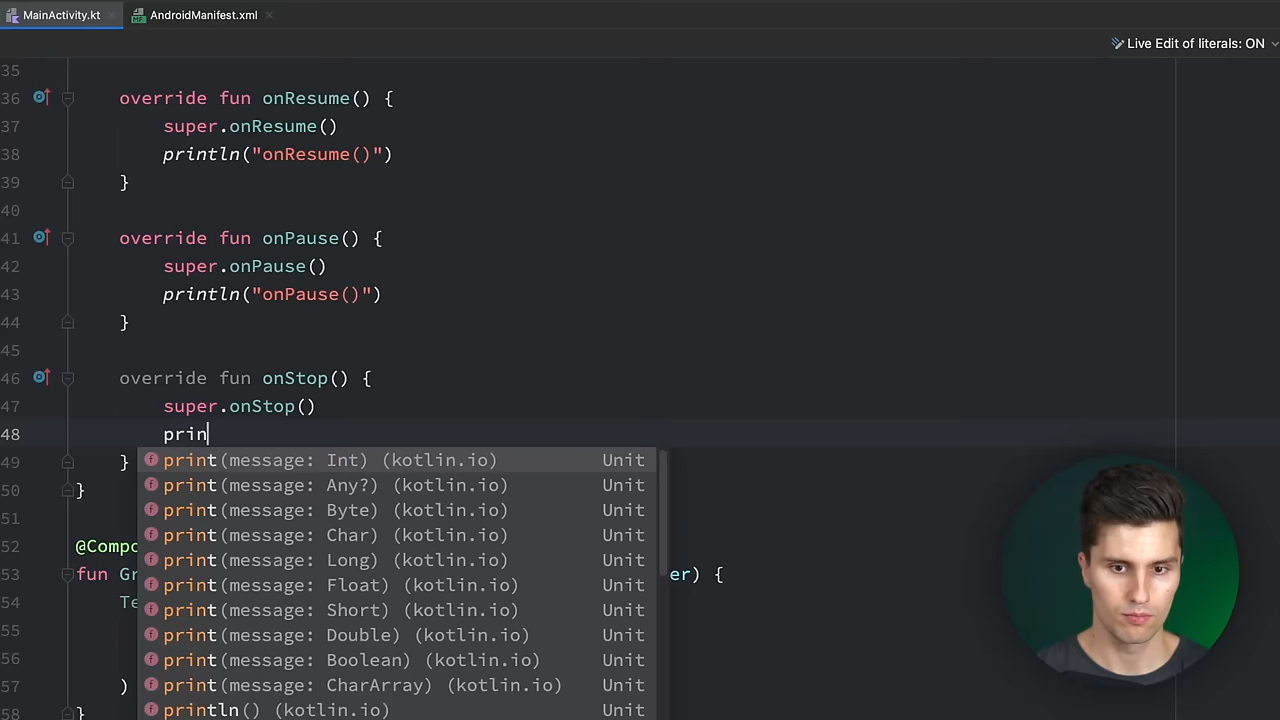 MainActivity.kt
AndroidManifest.xml
Live Edit of literals: ON
35
36 override fun onResume() {
37 super.onResume()
38 println("onResume()")
39 }
40
41 override fun onPause() {
42 super.onPause()
43 println("onPause()")
44 }
45
46 override fun onStop() {
47 super.onStop()
48 prin
49 }
print(message: Int) (kotlin.io) Unit
print(message: Any?) (kotlin.io) Unit
print(message: Byte) (kotlin.io) Unit
print(message: Char) (kotlin.io) Unit
print(message: Long) (kotlin.io) Unit
print(message: Float) (kotlin.io) Unit
print(message: Short) (kotlin.io) Unit
print(message: Double) (kotlin.io) Unit
print(message: Boolean) (kotlin.io) Unit
print(message: CharArray) (kotlin.io) Unit
println() (kotlin.io) Unit
50 }
51
52 @Compo
53 fun Gr er) {
54 Te
55
56
57 )
58 }